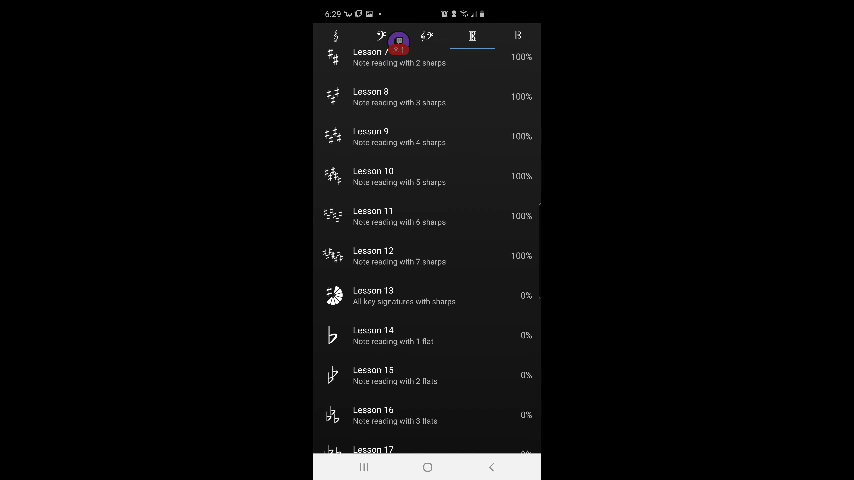 6:29
Lesson 7
Note reading with 2 sharps
100%
Lesson 8
Note reading with 3 sharps
100%
Lesson 9
Note reading with 4 sharps
100%
Lesson 10
Note reading with 5 sharps
100%
Lesson 11
Note reading with 6 sharps
100%
Lesson 12
Note reading with 7 sharps
100%
Lesson 13
All key signatures with sharps
0%
Lesson 14
Note reading with 1 flat
0%
Lesson 15
Note reading with 2 flats
0%
Lesson 16
Note reading with 3 flats
0%
Lesson 17